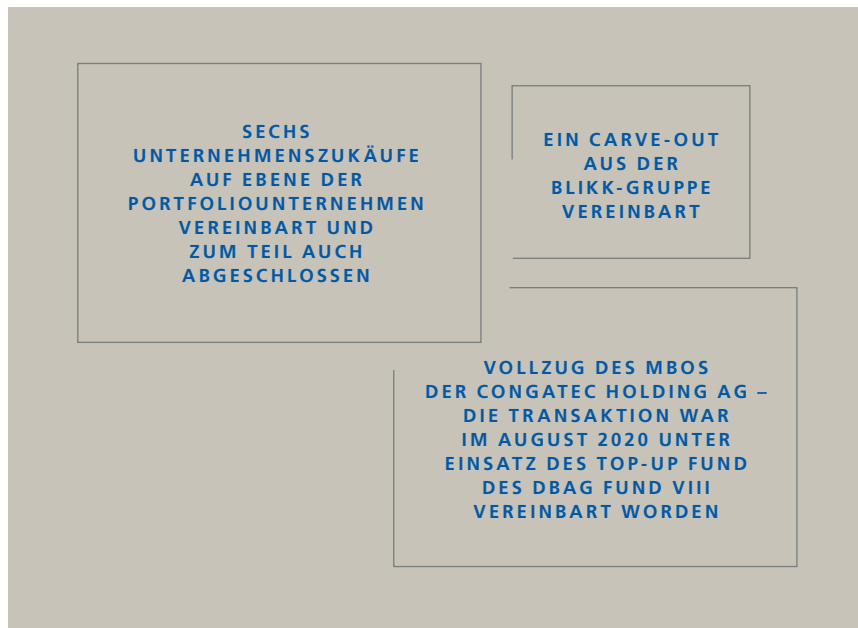 SECHS
UNTERNEHMENSZUKÄUFE
AUF EBENE DER
PORTFOLIOUNTERNEHMEN
VEREINBART UND
ZUM TEIL AUCH
ABGESCHLOSSEN
EIN CARVE-OUT
AUS DER
BLIKK-GRUPPE
VEREINBART
VOLLZUG DES MBOS
DER CONGATEC HOLDING AG –
DIE TRANSAKTION WAR
IM AUGUST 2020 UNTER
EINSATZ DES TOP-UP FUND
DES DBAG FUND VIII
VEREINBART WORDEN